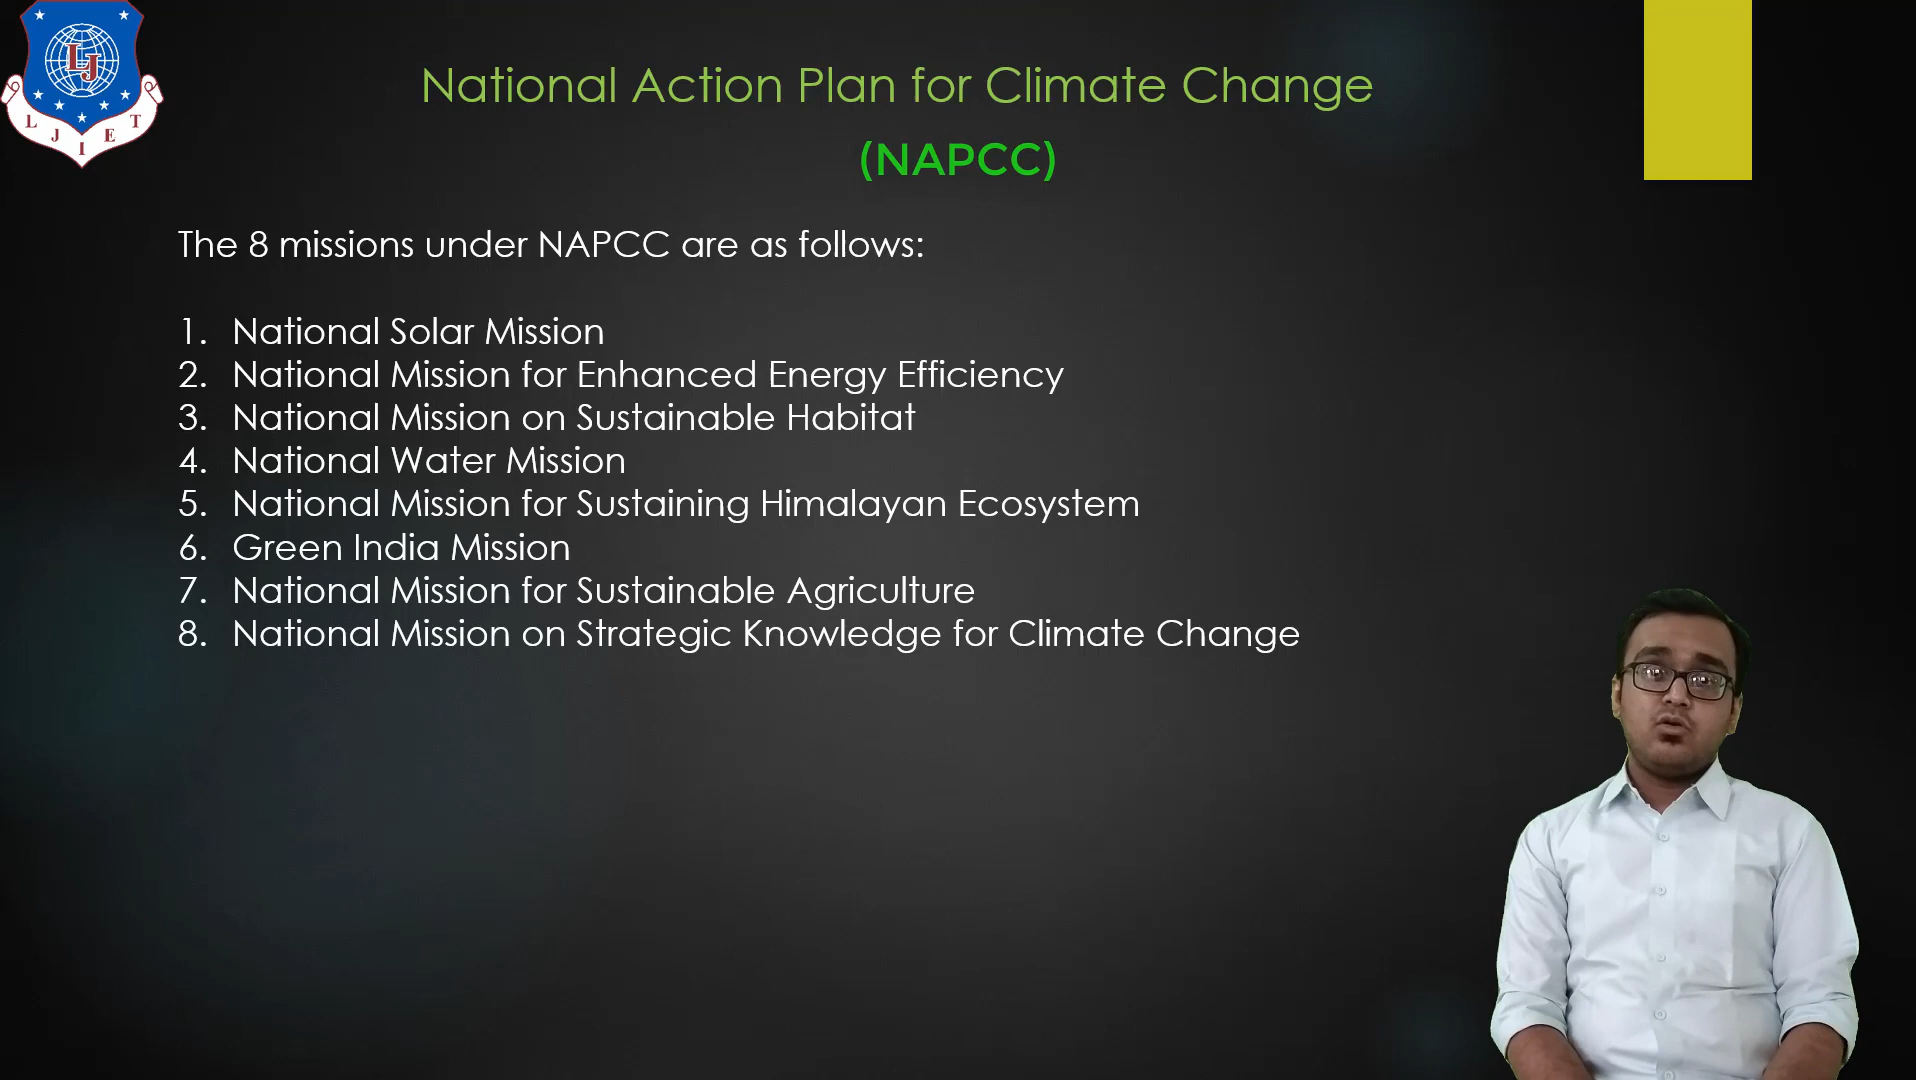 LJ
LJIET
National Action Plan for Climate Change
(NAPCC)
The 8 missions under NAPCC are as follows:
1. National Solar Mission
2. National Mission for Enhanced Energy Efficiency
3. National Mission on Sustainable Habitat
4. National Water Mission
5. National Mission for Sustaining Himalayan Ecosystem
6. Green India Mission
7. National Mission for Sustainable Agriculture
8. National Mission on Strategic Knowledge for Climate Change